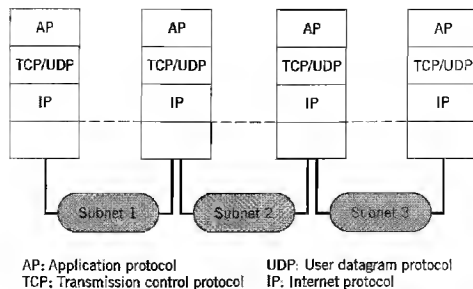 AP AP AP AP
TCP/UDP TCP/UDP TCP/UDP TCP/UDP
IP IP IP IP
Subnet 1 Subnet 2 Subnet 3
AP: Application protocol UDP: User datagram protocol
TCP: Transmission control protocol IP: Internet protocol